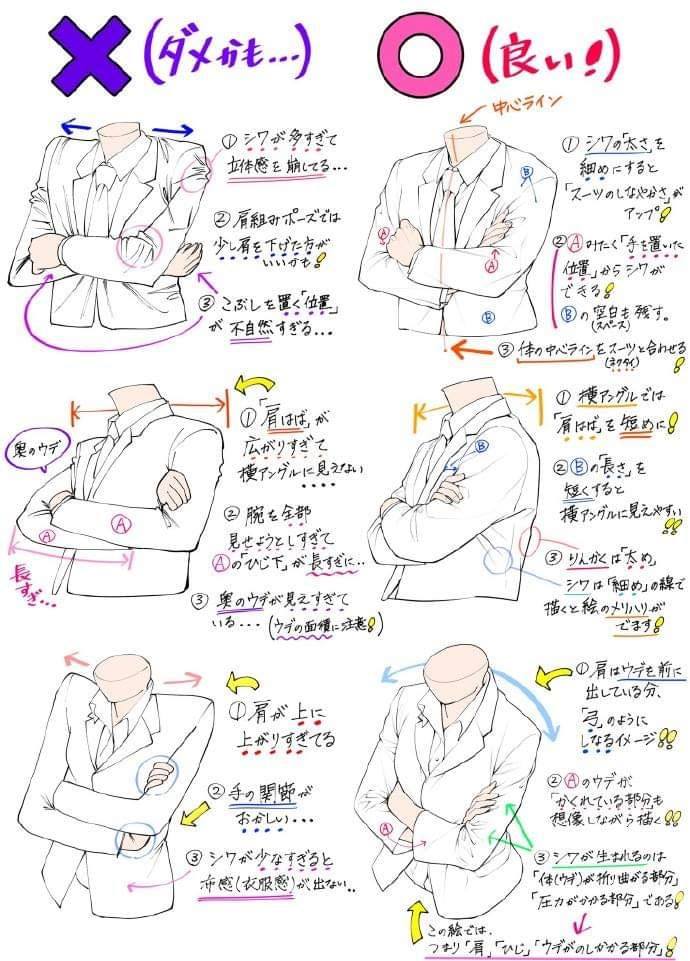 (ダメかも…)
(良い!)
① シワが多すぎて
立体感を崩してる…
② 肩組みポーズでは
少し肩を下げた方が
いいかも!
③ こぶしを置く「位置」
が不自然すぎる…
中心ライン
① シワの「太さ」を
細めにすると
「スーツのしなやかさ」が
アップ!
② Ⓐみたく「手を置いた
位置」からシワが
できる!
Ⓑの空白も残す。
(スペース)
③ 体の中心ラインをスーツと合わせる!
(ネクタイ)
B
A
A
B
① 「肩はば」が
広がりすぎて
横アングルに見えない
....
② 腕を全部
見せようとしすぎて
Ⓐの「ひじ下」が長すぎに…
③ 奥のウデが見えすぎて
いる…(ウデの面積に注意!)
奥のウデ
A
A
長すぎ…
① 横アングルでは
「肩はば」を短めに!
② Ⓑの「長さ」を
短くすると
横アングルに見えやすい!!
③ りんかくは「太め」
シワは「細め」の線で
描くと絵のメリハリが
でます!
B
① 肩が上に
上がりすぎてる
② 手の関節が
おかしい…
③ シワが少なすぎると
布感(衣服感)が、出ない..
① 肩はウデを前に
出している分、
「弓」のように
しなるイメージ!
② Ⓐのウデが
「かくれている部分も
想像しながら描く!!
③ シワが生まれるのは
「体(ウデ)が折り曲がる部分」
「圧力がかかる部分」である!
A
この絵では、
つまり「肩」「ひじ」「ウデがのしかかる部分」!